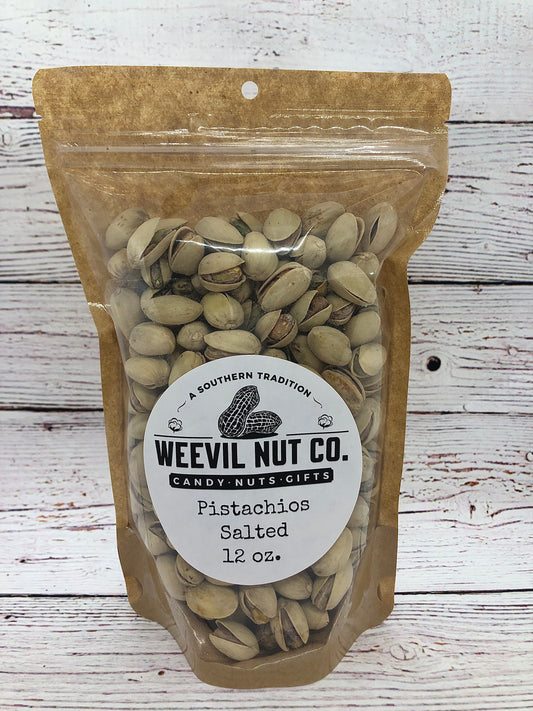 A SOUTHERN TRADITION
WEEVIL NUT CO.
CANDY·NUTS·GIFTS
Pistachios
Salted
12 oz.